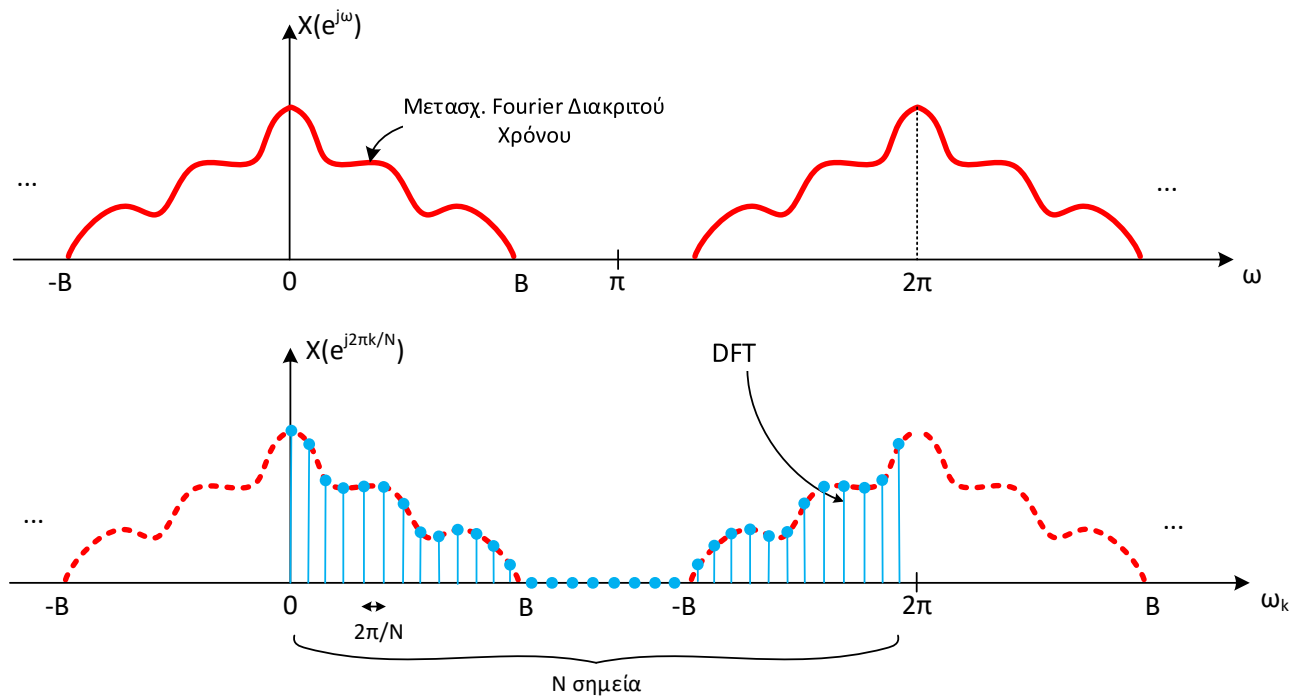 X(e^{jω})
Μετασχ. Fourier Διακριτού
Χρόνου
...
...
-B
0
B
π
2π
ω
X(e^{j2πk/N})
DFT
...
...
-B
0
2π/N
B
-B
2π
B
ω_k
N σημεία